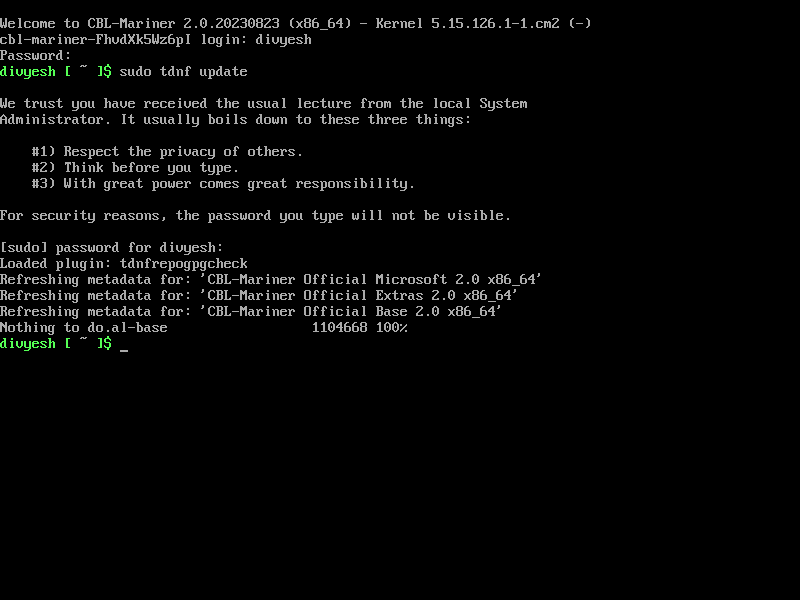 Welcome to CBL-Mariner 2.0.20230823 (x86_64) - Kernel 5.15.126.1-1.cm2 (-)
cbl-mariner-FhvdXk5Wz6pI login: divyesh
Password:
divyesh [ ~ ]$ sudo tdnf update
We trust you have received the usual lecture from the local System
Administrator. It usually boils down to these three things:
#1) Respect the privacy of others.
#2) Think before you type.
#3) With great power comes great responsibility.
For security reasons, the password you type will not be visible.
[sudo] password for divyesh:
Loaded plugin: tdnfrepogpgcheck
Refreshing metadata for: 'CBL-Mariner Official Microsoft 2.0 x86_64'
Refreshing metadata for: 'CBL-Mariner Official Extras 2.0 x86_64'
Refreshing metadata for: 'CBL-Mariner Official Base 2.0 x86_64'
Nothing to do.al-base 1104668 100%
divyesh [ ~ ]$ _